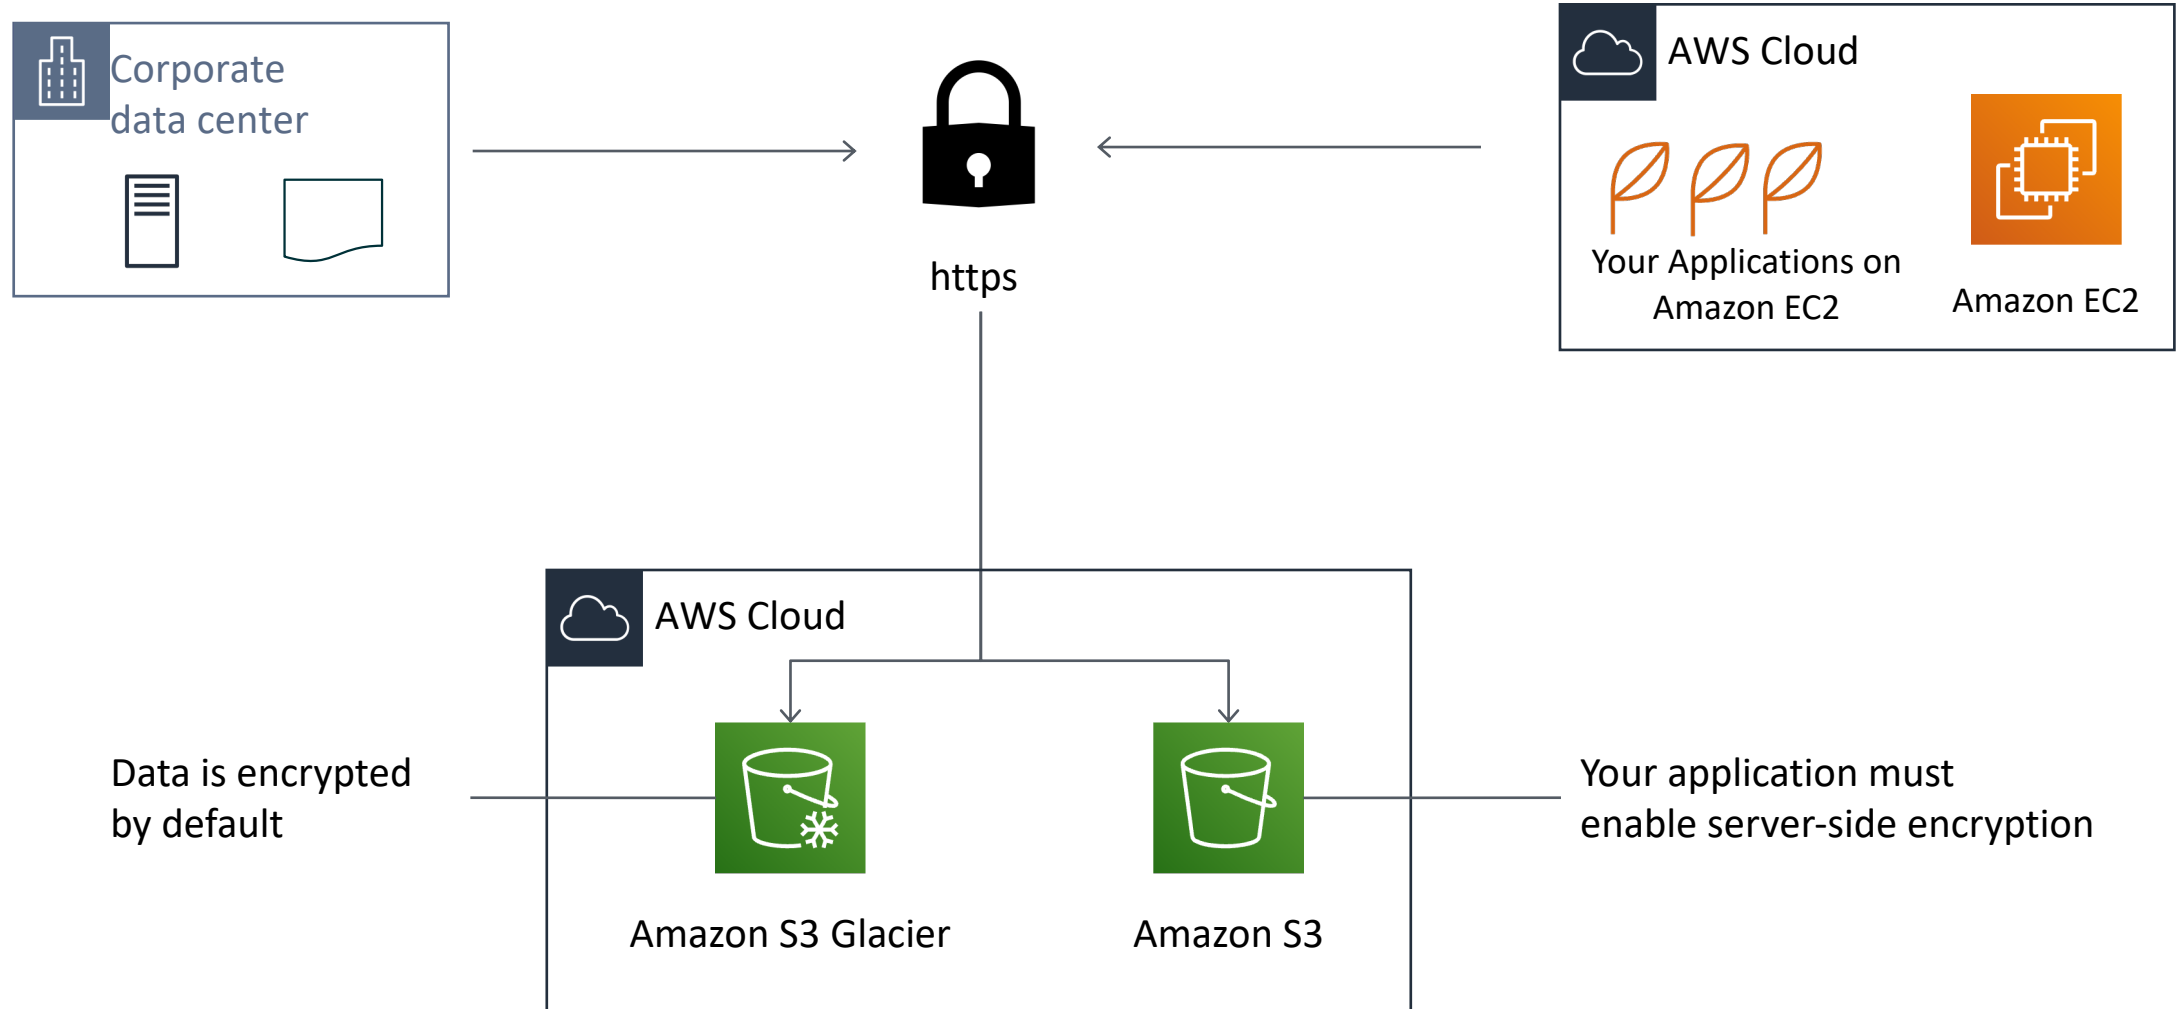 Corporate
data center
https
AWS Cloud
Your Applications on
Amazon EC2
Amazon EC2
AWS Cloud
Data is encrypted
by default
Amazon S3 Glacier
Amazon S3
Your application must
enable server-side encryption